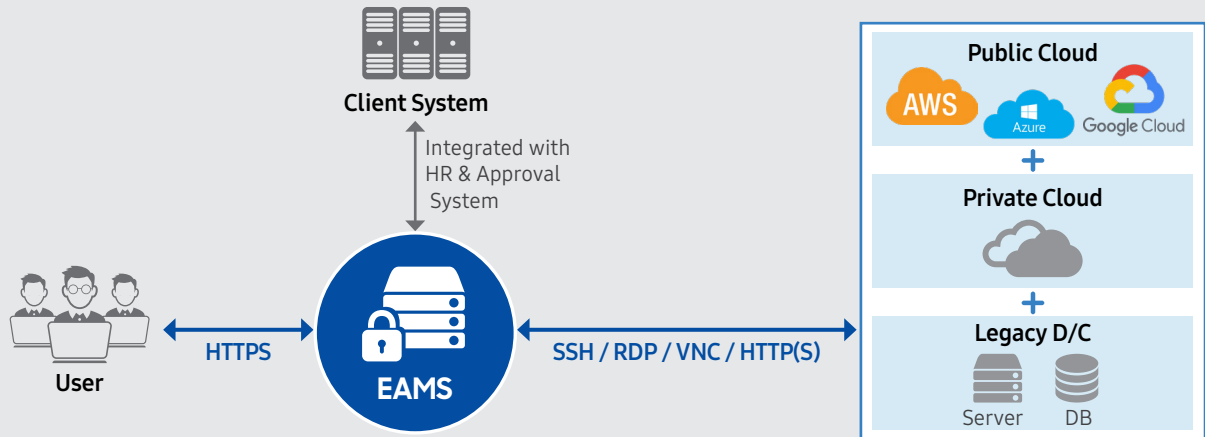 Client System
Integrated with
HR & Approval
System
User
HTTPS
EAMS
SSH / RDP / VNC / HTTP(S)
Public Cloud
AWS
Azure
Google Cloud
+
Private Cloud
+
Legacy D/C
Server
DB